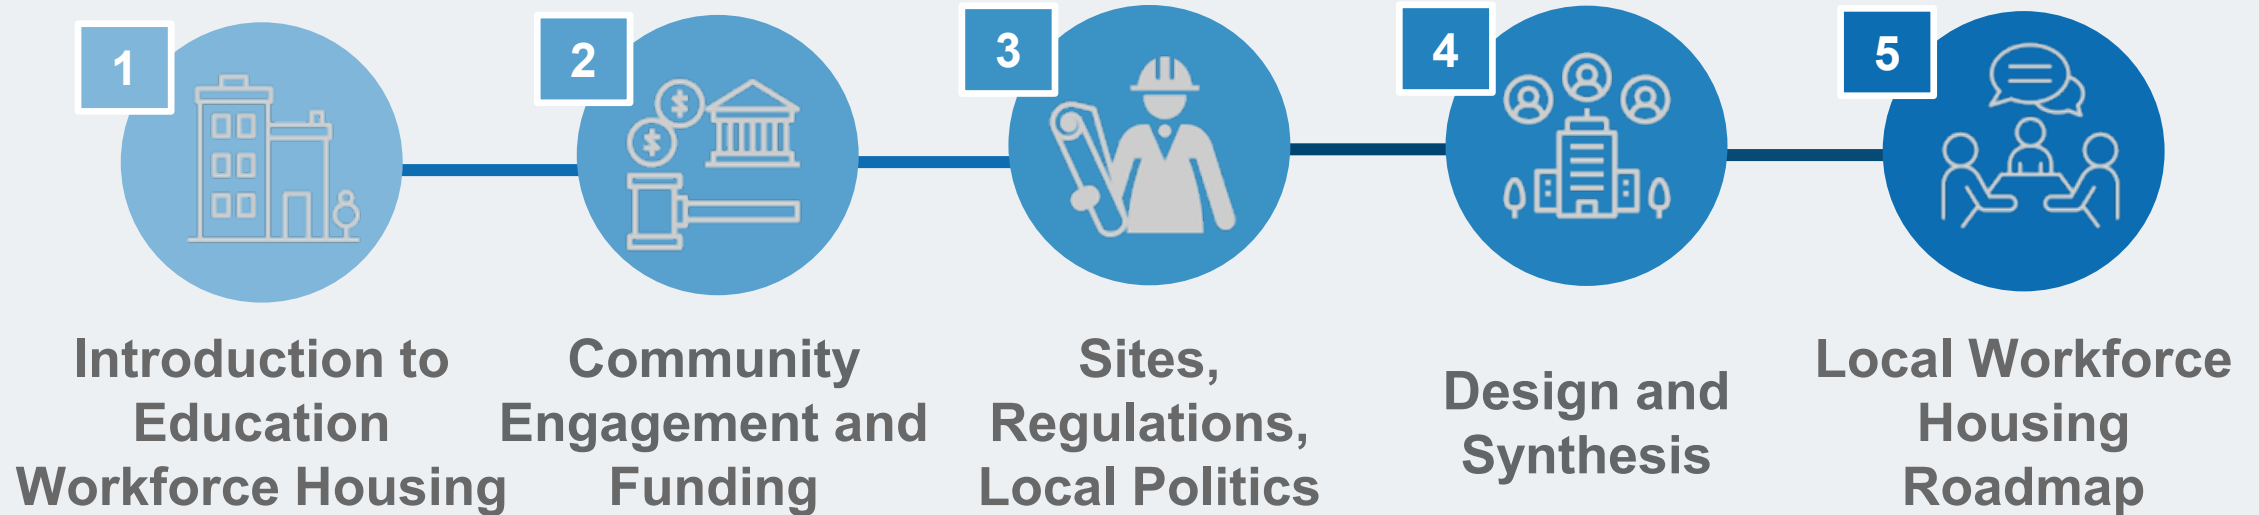 1
Introduction to
Education
Workforce Housing
2
Community
Engagement and
Funding
3
Sites,
Regulations,
Local Politics
4
Design and
Synthesis
5
Local Workforce
Housing
Roadmap